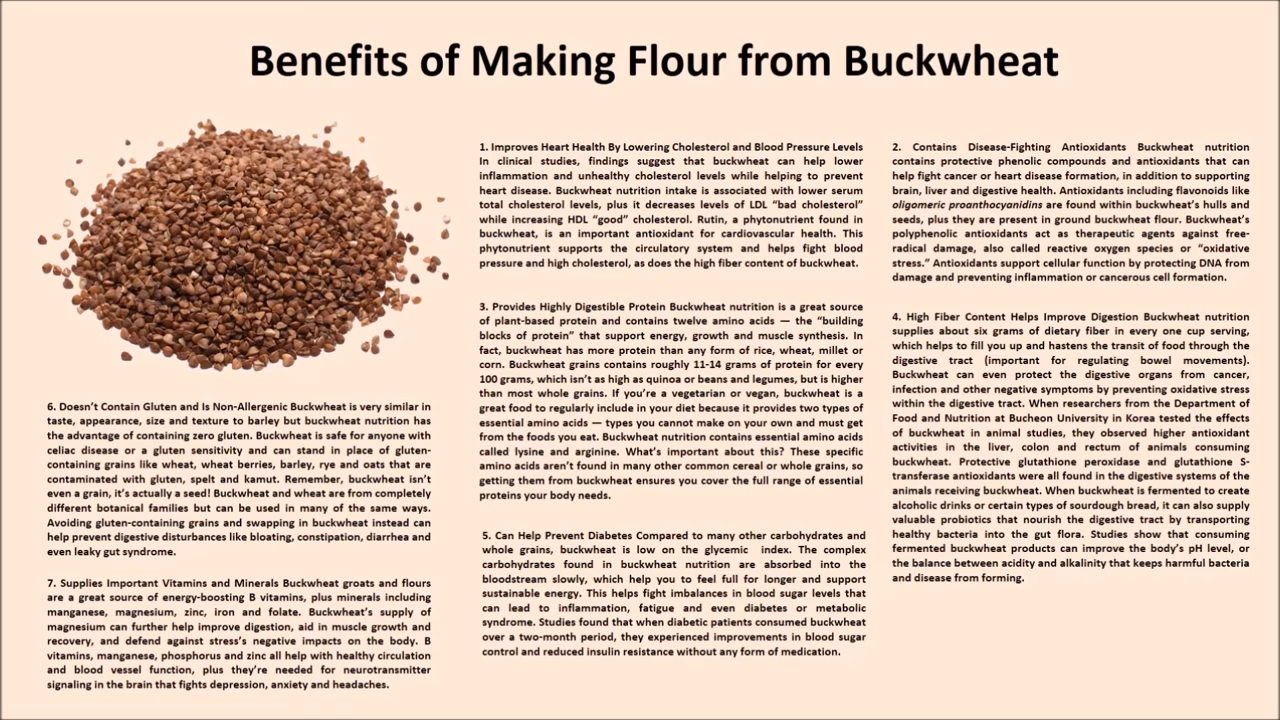 Benefits of Making Flour from Buckwheat
1. Improves Heart Health By Lowering Cholesterol and Blood Pressure Levels
In clinical studies, findings suggest that buckwheat can help lower
inflammation and unhealthy cholesterol levels while helping to prevent
heart disease. Buckwheat nutrition intake is associated with lower serum
total cholesterol levels, plus it decreases levels of LDL “bad cholesterol”
while increasing HDL “good” cholesterol. Rutin, a phytonutrient found in
buckwheat, is an important antioxidant for cardiovascular health. This
phytonutrient supports the circulatory system and helps fight blood
pressure and high cholesterol, as does the high fiber content of buckwheat.
2. Contains Disease-Fighting Antioxidants Buckwheat nutrition
contains protective phenolic compounds and antioxidants that can
help fight cancer or heart disease formation, in addition to supporting
brain, liver and digestive health. Antioxidants including flavonoids like
oligomeric proanthocyanidins are found within buckwheat’s hulls and
seeds, plus they are present in ground buckwheat flour. Buckwheat’s
polyphenolic antioxidants act as therapeutic agents against free-
radical damage, also called reactive oxygen species or “oxidative
stress.” Antioxidants support cellular function by protecting DNA from
damage and preventing inflammation or cancerous cell formation.
3. Provides Highly Digestible Protein Buckwheat nutrition is a great source
of plant-based protein and contains twelve amino acids — the “building
blocks of protein” that support energy, growth and muscle synthesis. In
fact, buckwheat has more protein than any form of rice, wheat, millet or
corn. Buckwheat grains contains roughly 11-14 grams of protein for every
100 grams, which isn’t as high as quinoa or beans and legumes, but is higher
than most whole grains. If you’re a vegetarian or vegan, buckwheat is a
great food to regularly include in your diet because it provides two types of
essential amino acids — types you cannot make on your own and must get
from the foods you eat. Buckwheat nutrition contains essential amino acids
called lysine and arginine. What’s important about this? These specific
amino acids aren’t found in many other common cereal or whole grains, so
getting them from buckwheat ensures you cover the full range of essential
proteins your body needs.
4. High Fiber Content Helps Improve Digestion Buckwheat nutrition
supplies about six grams of dietary fiber in every one cup serving,
which helps to fill you up and hastens the transit of food through the
digestive tract (important for regulating bowel movements).
Buckwheat can even protect the digestive organs from cancer,
infection and other negative symptoms by preventing oxidative stress
within the digestive tract. When researchers from the Department of
Food and Nutrition at Bucheon University in Korea tested the effects
of buckwheat in animal studies, they observed higher antioxidant
activities in the liver, colon and rectum of animals consuming
buckwheat. Protective glutathione peroxidase and glutathione S-
transferase antioxidants were all found in the digestive systems of the
animals receiving buckwheat. When buckwheat is fermented to create
alcoholic drinks or certain types of sourdough bread, it can also supply
valuable probiotics that nourish the digestive tract by transporting
healthy bacteria into the gut flora. Studies show that consuming
fermented buckwheat products can improve the body’s pH level, or
the balance between acidity and alkalinity that keeps harmful bacteria
and disease from forming.
5. Can Help Prevent Diabetes Compared to many other carbohydrates and
whole grains, buckwheat is low on the glycemic index. The complex
carbohydrates found in buckwheat nutrition are absorbed into the
bloodstream slowly, which help you to feel full for longer and support
sustainable energy. This helps fight imbalances in blood sugar levels that
can lead to inflammation, fatigue and even diabetes or metabolic
syndrome. Studies found that when diabetic patients consumed buckwheat
over a two-month period, they experienced improvements in blood sugar
control and reduced insulin resistance without any form of medication.
6. Doesn’t Contain Gluten and Is Non-Allergenic Buckwheat is very similar in
taste, appearance, size and texture to barley but buckwheat nutrition has
the advantage of containing zero gluten. Buckwheat is safe for anyone with
celiac disease or a gluten sensitivity and can stand in place of gluten-
containing grains like wheat, wheat berries, barley, rye and oats that are
contaminated with gluten, spelt and kamut. Remember, buckwheat isn’t
even a grain, it’s actually a seed! Buckwheat and wheat are from completely
different botanical families but can be used in many of the same ways.
Avoiding gluten-containing grains and swapping in buckwheat instead can
help prevent digestive disturbances like bloating, constipation, diarrhea and
even leaky gut syndrome.
7. Supplies Important Vitamins and Minerals Buckwheat groats and flours
are a great source of energy-boosting B vitamins, plus minerals including
manganese, magnesium, zinc, iron and folate. Buckwheat’s supply of
magnesium can further help improve digestion, aid in muscle growth and
recovery, and defend against stress’s negative impacts on the body. B
vitamins, manganese, phosphorus and zinc all help with healthy circulation
and blood vessel function, plus they’re needed for neurotransmitter
signaling in the brain that fights depression, anxiety and headaches.